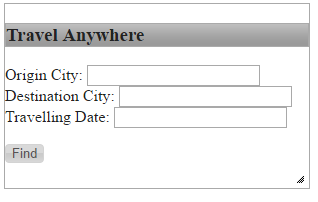 Travel Anywhere
Origin City:
Destination City:
Travelling Date:
Find